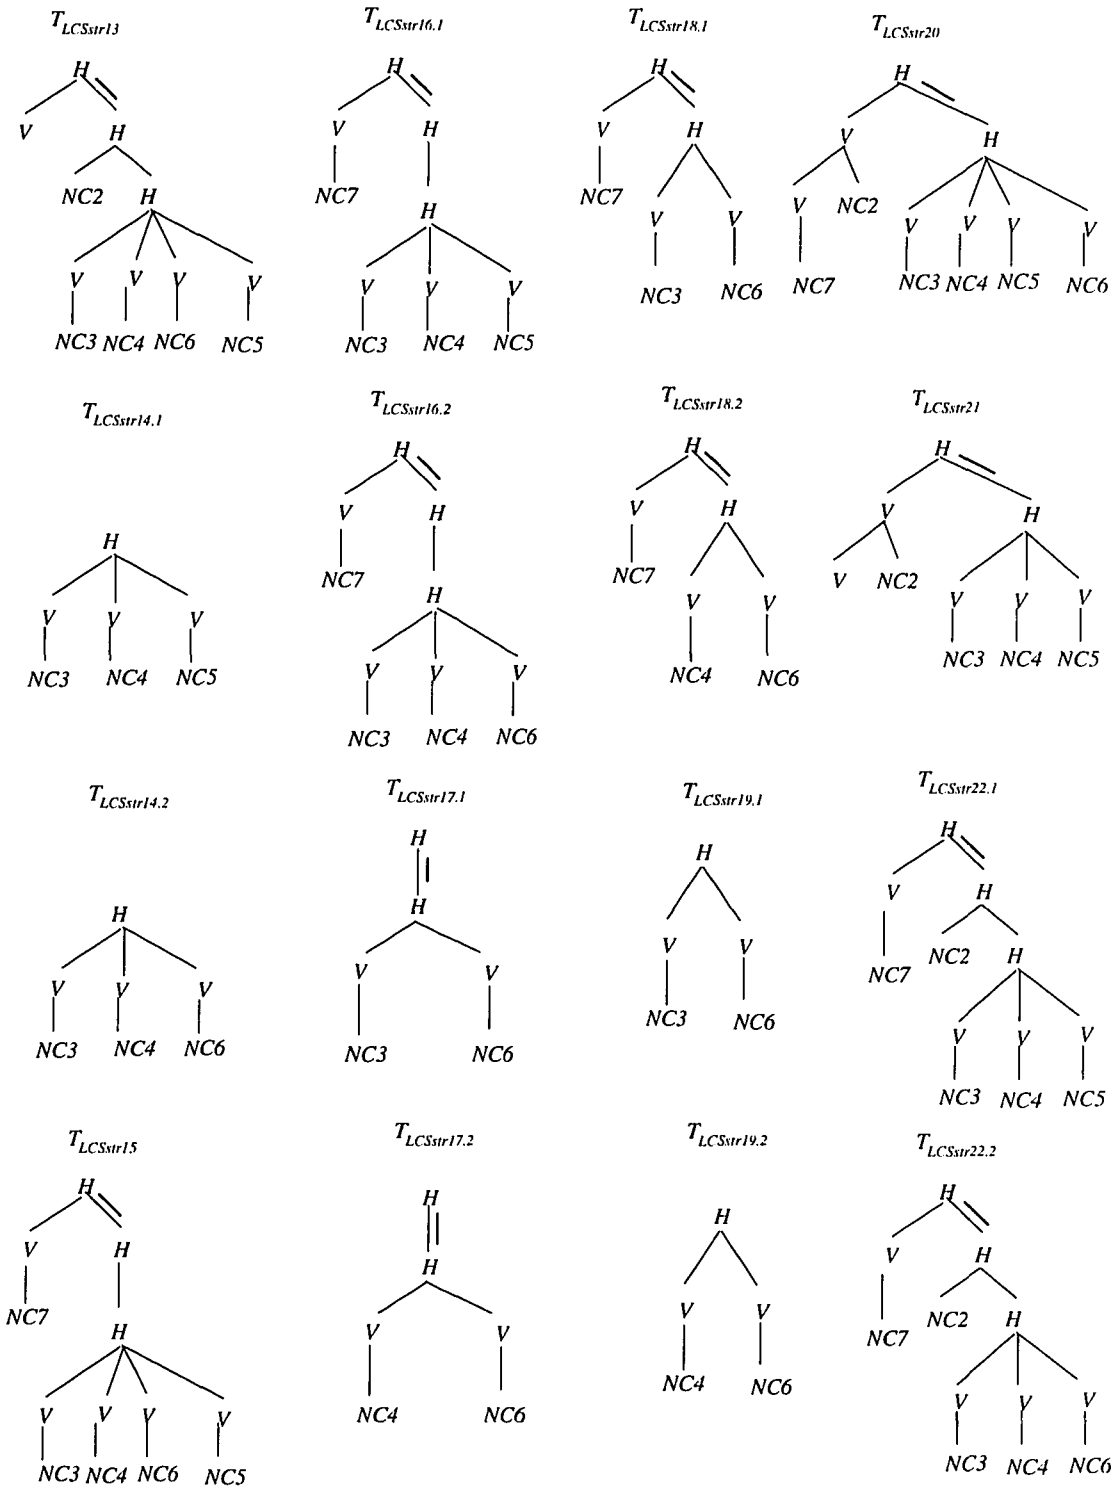 T_LCSstr13 T_LCSstr16.1 T_LCSstr18.1 T_LCSstr20
H H H H
V H V H V H V H
NC2 H NC7 H NC7 V V V NC2 V V V V
V V V V V V V NC3 NC6 NC7 NC3 NC4 NC5 NC6
NC3 NC4 NC6 NC5 NC3 NC4 NC5
T_LCSstr14.1 T_LCSstr16.2 T_LCSstr18.2 T_LCSstr21
H H H
V H V H V H
H NC7 NC7 V NC2
V V V H V V V V V
NC3 NC4 NC5 V V V NC4 NC6 NC3 NC4 NC5
NC3 NC4 NC6
T_LCSstr14.2 T_LCSstr17.1 T_LCSstr19.1 T_LCSstr22.1
H H H
V H
H H NC7 NC2 H
V V V V V V V
NC3 NC4 NC6 NC3 NC6 NC3 NC6 V V V
NC3 NC4 NC5
T_LCSstr15 T_LCSstr17.2 T_LCSstr19.2 T_LCSstr22.2
H H H H
V H H V H
NC7 H V V V V NC7 NC2 H
V V V V NC4 NC6 NC4 NC6 V V V
NC3 NC4 NC6 NC5 NC3 NC4 NC6